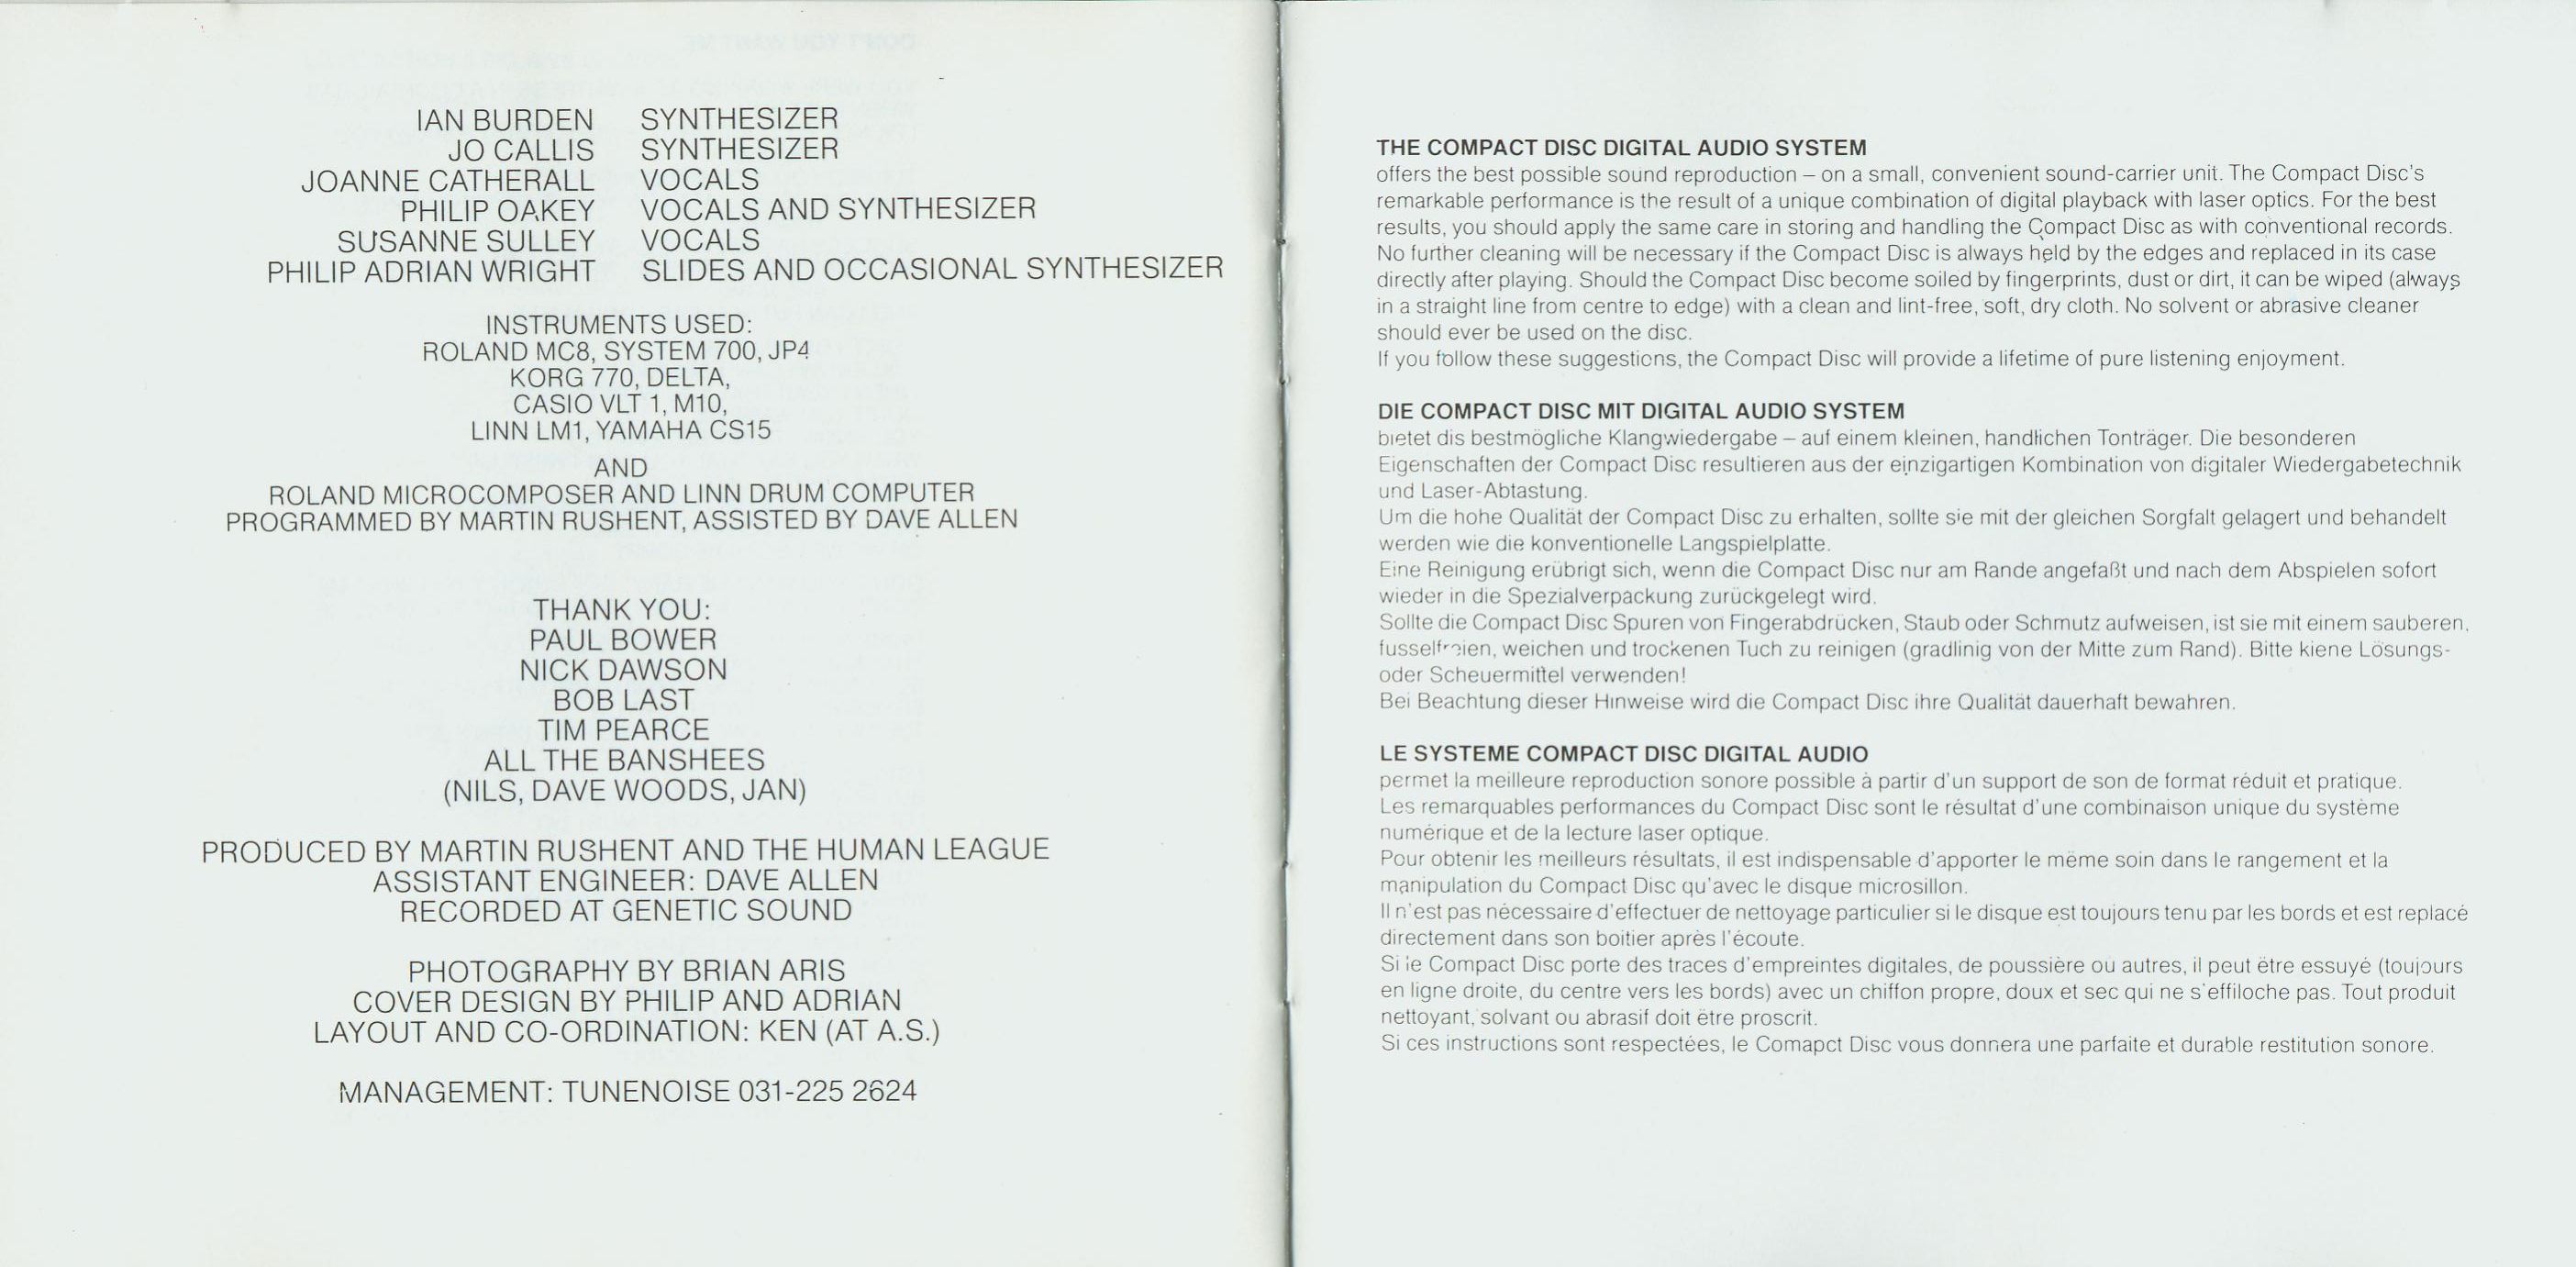 IAN BURDEN SYNTHESIZER
JO CALLIS SYNTHESIZER
JOANNE CATHERALL VOCALS
PHILIP OAKEY VOCALS AND SYNTHESIZER
SUSANNE SULLEY VOCALS
PHILIP ADRIAN WRIGHT SLIDES AND OCCASIONAL SYNTHESIZER
INSTRUMENTS USED:
ROLAND MC8, SYSTEM 700, JP4
KORG 770, DELTA,
CASIO VLT 1, M10,
LINN LM1, YAMAHA CS15
AND
ROLAND MICROCOMPOSER AND LINN DRUM COMPUTER
PROGRAMMED BY MARTIN RUSHENT, ASSISTED BY DAVE ALLEN
THANK YOU:
PAUL BOWER
NICK DAWSON
BOB LAST
TIM PEARCE
ALL THE BANSHEES
(NILS, DAVE WOODS, JAN)
PRODUCED BY MARTIN RUSHENT AND THE HUMAN LEAGUE
ASSISTANT ENGINEER: DAVE ALLEN
RECORDED AT GENETIC SOUND
PHOTOGRAPHY BY BRIAN ARIS
COVER DESIGN BY PHILIP AND ADRIAN
LAYOUT AND CO-ORDINATION: KEN (AT A.S.)
MANAGEMENT: TUNENOISE 031-225 2624
THE COMPACT DISC DIGITAL AUDIO SYSTEM
offers the best possible sound reproduction – on a small, convenient sound-carrier unit. The Compact Disc's
remarkable performance is the result of a unique combination of digital playback with laser optics. For the best
results, you should apply the same care in storing and handling the Compact Disc as with conventional records.
No further cleaning will be necessary if the Compact Disc is always held by the edges and replaced in its case
directly after playing. Should the Compact Disc become soiled by fingerprints, dust or dirt, it can be wiped (always
in a straight line from centre to edge) with a clean and lint-free, soft, dry cloth. No solvent or abrasive cleaner
should ever be used on the disc.
If you follow these suggestions, the Compact Disc will provide a lifetime of pure listening enjoyment.
DIE COMPACT DISC MIT DIGITAL AUDIO SYSTEM
bietet dis bestmögliche Klangwiedergabe – auf einem kleinen, handlichen Tonträger. Die besonderen
Eigenschaften der Compact Disc resultieren aus der einzigartigen Kombination von digitaler Wiedergabetechnik
und Laser-Abtastung.
Um die hohe Qualität der Compact Disc zu erhalten, sollte sie mit der gleichen Sorgfalt gelagert und behandelt
werden wie die konventionelle Langspielplatte.
Eine Reinigung erübrigt sich, wenn die Compact Disc nur am Rande angefaßt und nach dem Abspielen sofort
wieder in die Spezialverpackung zurückgelegt wird.
Sollte die Compact Disc Spuren von Fingerabdrücken, Staub oder Schmutz aufweisen, ist sie mit einem sauberen,
fusselfreien, weichen und trockenen Tuch zu reinigen (gradlinig von der Mitte zum Rand). Bitte kiene Lösungs-
oder Scheuermittel verwenden!
Bei Beachtung dieser Hinweise wird die Compact Disc ihre Qualität dauerhaft bewahren.
LE SYSTEME COMPACT DISC DIGITAL AUDIO
permet la meilleure reproduction sonore possible à partir d'un support de son de format réduit et pratique.
Les remarquables performances du Compact Disc sont le résultat d'une combinaison unique du système
numérique et de la lecture laser optique.
Pour obtenir les meilleurs résultats, il est indispensable d'apporter le même soin dans le rangement et la
manipulation du Compact Disc qu'avec le disque microsillon.
Il n'est pas nécessaire d'effectuer de nettoyage particulier si le disque est toujours tenu par les bords et est replacé
directement dans son boitier après l'écoute.
Si le Compact Disc porte des traces d'empreintes digitales, de poussière ou autres, il peut être essuyé (toujours
en ligne droite, du centre vers les bords) avec un chiffon propre, doux et sec qui ne s'effiloche pas. Tout produit
nettoyant, solvant ou abrasif doit être proscrit.
Si ces instructions sont respectées, le Comapct Disc vous donnera une parfaite et durable restitution sonore.